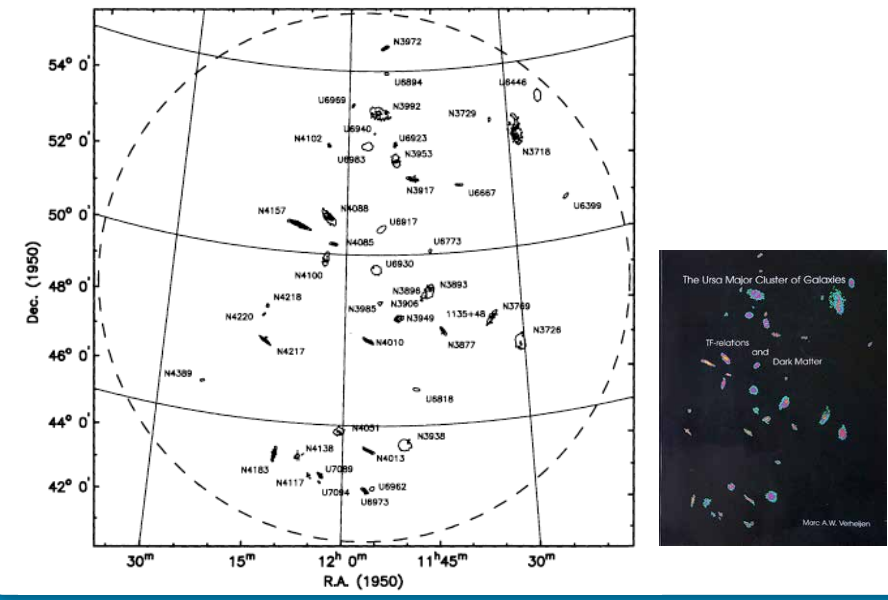 54° 0'
52° 0'
50° 0'
48° 0'
46° 0'
44° 0'
42° 0'
Dec. (1950)
N3972
U6894
U6446
U6969
N3992
N3729
U6940
N4102
U6923
U6983
N3953
N3718
N3917
U6667
U6399
N4157
N4088
U6917
N4085
U6773
N4100
U6930
N3896
N3893
N4218
N3985
N3906
1135+48
N3769
N4220
N3949
N3726
N4217
N4010
N3877
N4389
U6818
N4051
N3938
N4138
N4183
N4013
U7089
N4117
U7094
U6962
U6973
30m
15m
12h 0m
11h45m
30m
R.A. (1950)
The Ursa Major Cluster of Galaxies
TF-relations
and
Dark Matter
Marc A.W. Verheijen